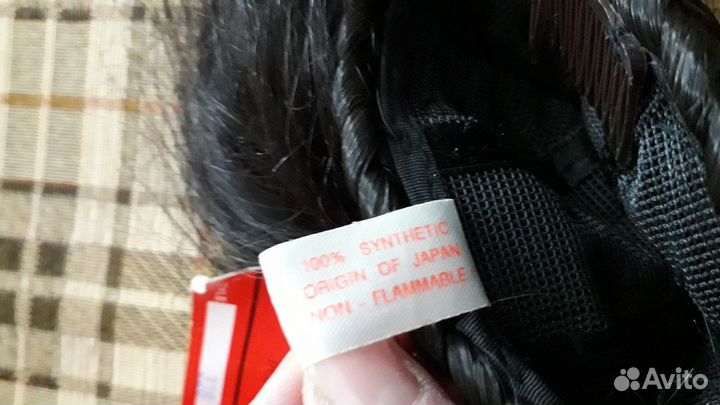 100% SYNTHETIC
ORIGIN OF JAPAN
NON - FLAMMABLE
Avito